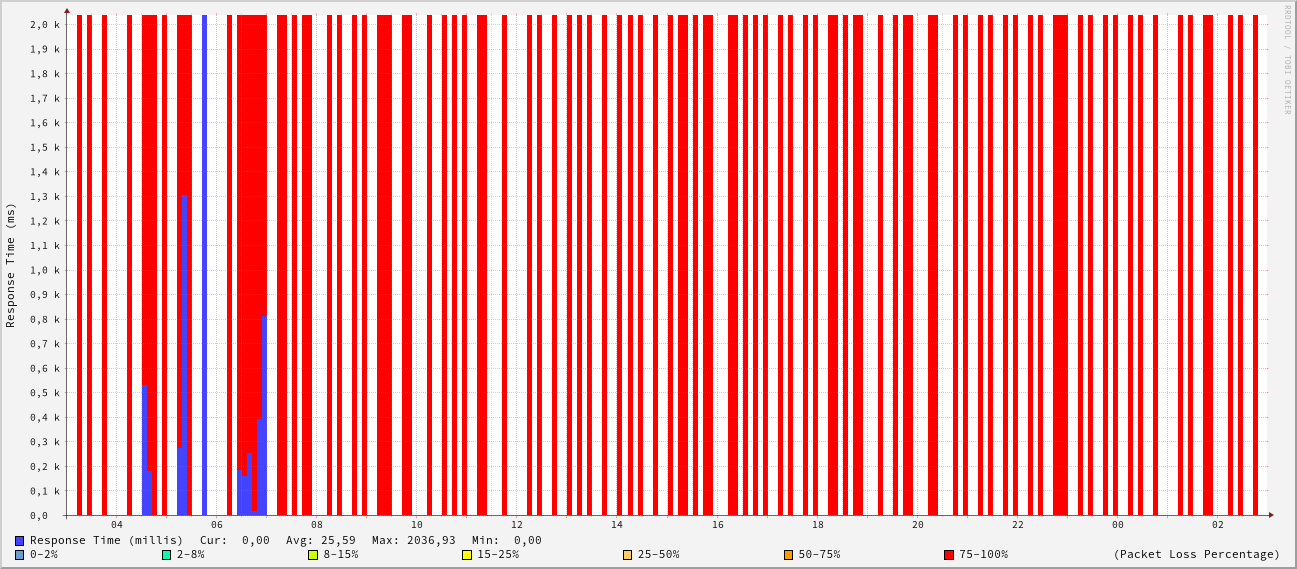 RRDTOOL / TOBI OETIKER
Response Time (ms)
2,0 k
1,9 k
1,8 k
1,7 k
1,6 k
1,5 k
1,4 k
1,3 k
1,2 k
1,1 k
1,0 k
0,9 k
0,8 k
0,7 k
0,6 k
0,5 k
0,4 k
0,3 k
0,2 k
0,1 k
0,0
04 06 08 10 12 14 16 18 20 22 00 02
Response Time (millis) Cur: 0,00 Avg: 25,59 Max: 2036,93 Min: 0,00
0-2% 2-8% 8-15% 15-25% 25-50% 50-75% 75-100% (Packet Loss Percentage)